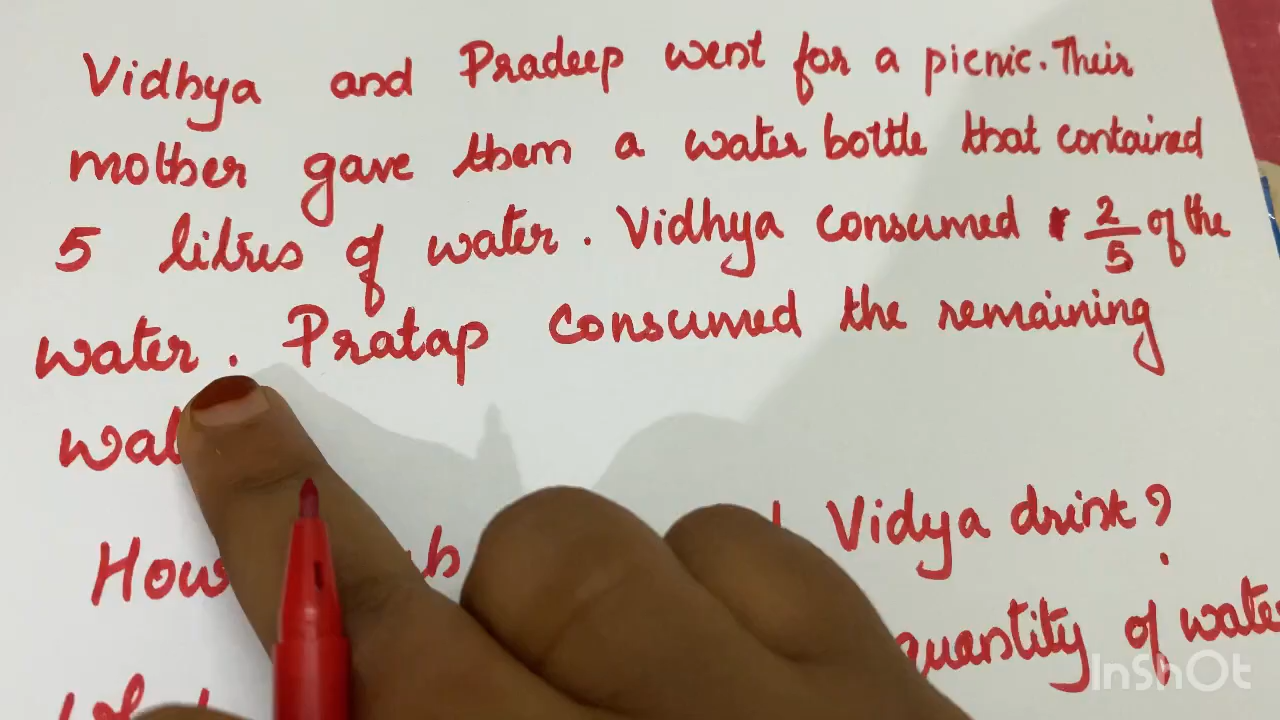 Vidhya and Pradeep went for a picnic. Their
mother gave them a water bottle that contained
5 litres of water. Vidhya consumed 2/5 of the
water. Pratap consumed the remaining
How Vidya drink?
quantity of water
InShOt